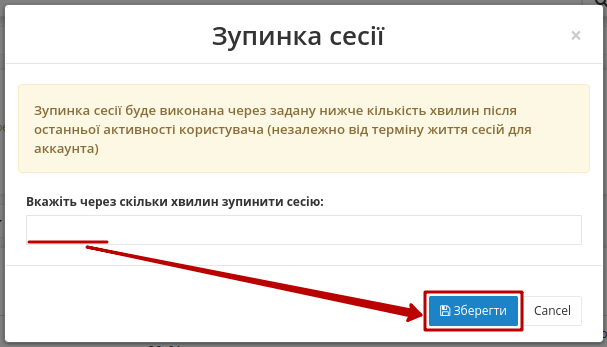 Зупинка сесії
×
Зупинка сесії буде виконана через задану нижче кількість хвилин після
останньої активності користувача (незалежно від терміну життя сесій для
аккаунта)
Вкажіть через скільки хвилин зупинити сесію:
Зберегти Cancel